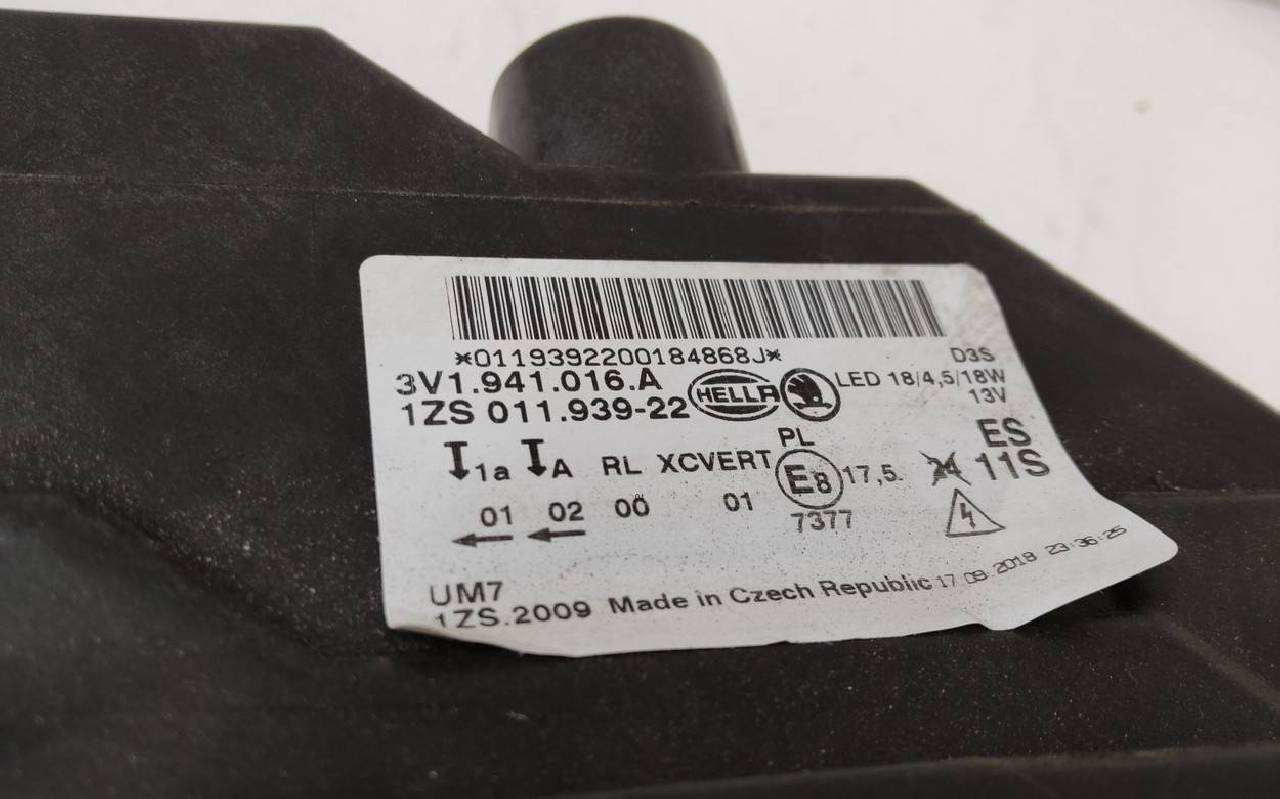 *0119392200184868J*
D3S
3V1.941.016.A
HELLA
LED 18/4,5/18W
13V
1ZS 011.939-22
PL
ES
1a A RL XCVERT E8 17,5. 24 11S
01 02 00 01 7377
UM7
1ZS.2009 Made in Czech Republic 17.09.2018 23:36:25